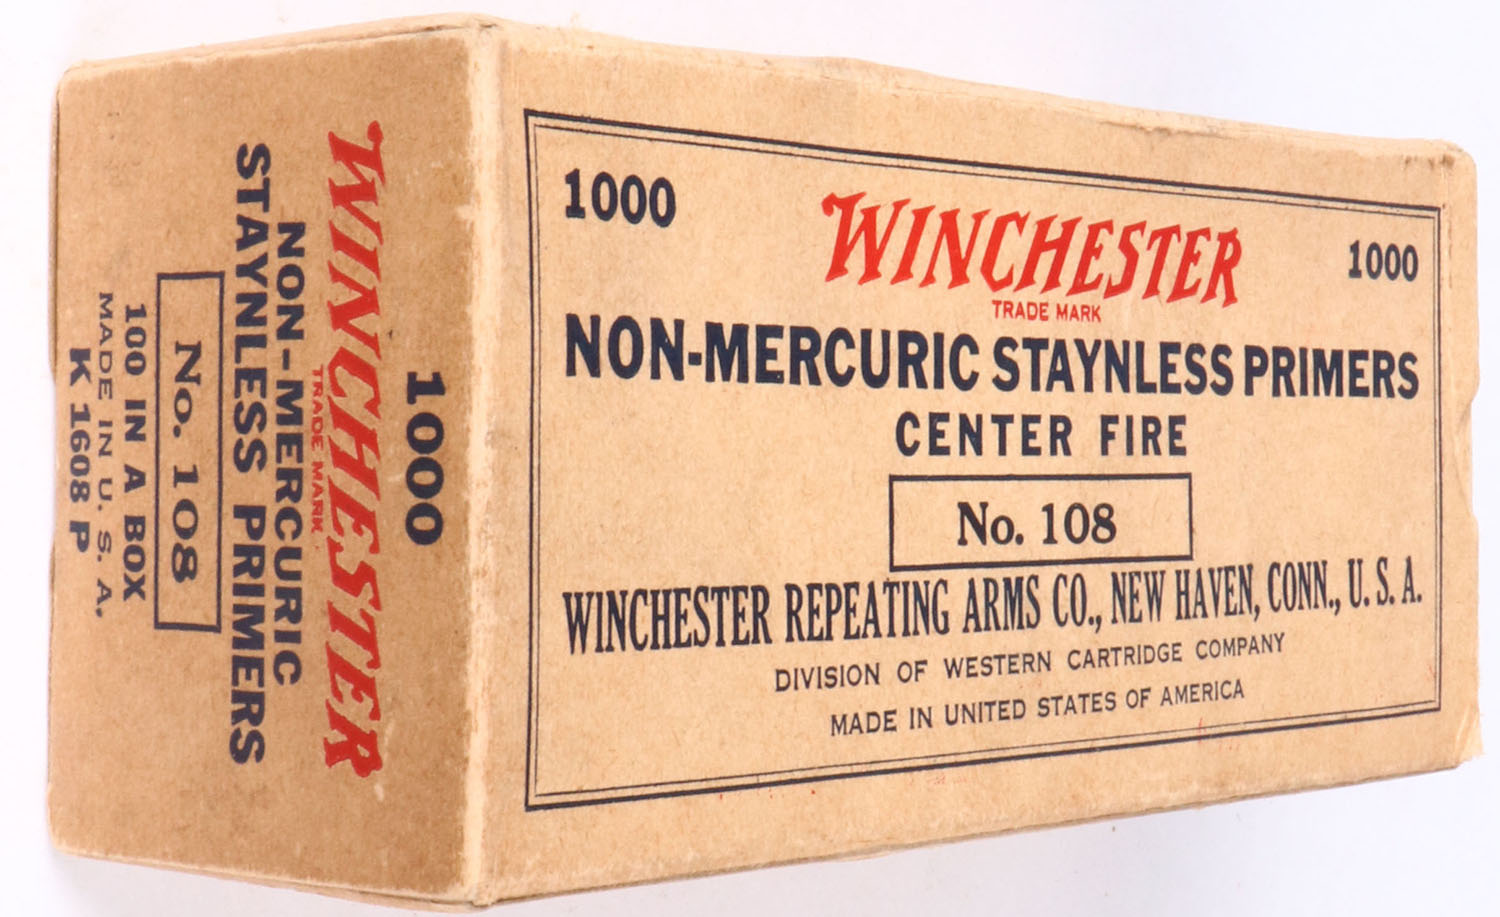 1000
WINCHESTER
TRADE MARK
1000
NON-MERCURIC STAYNLESS PRIMERS
CENTER FIRE
No. 108
WINCHESTER REPEATING ARMS CO., NEW HAVEN, CONN., U. S. A.
DIVISION OF WESTERN CARTRIDGE COMPANY
MADE IN UNITED STATES OF AMERICA
1000
WINCHESTER
TRADE MARK
NON-MERCURIC
STAYNLESS PRIMERS
No. 108
100 IN A BOX
MADE IN U. S. A.
K 1608 P